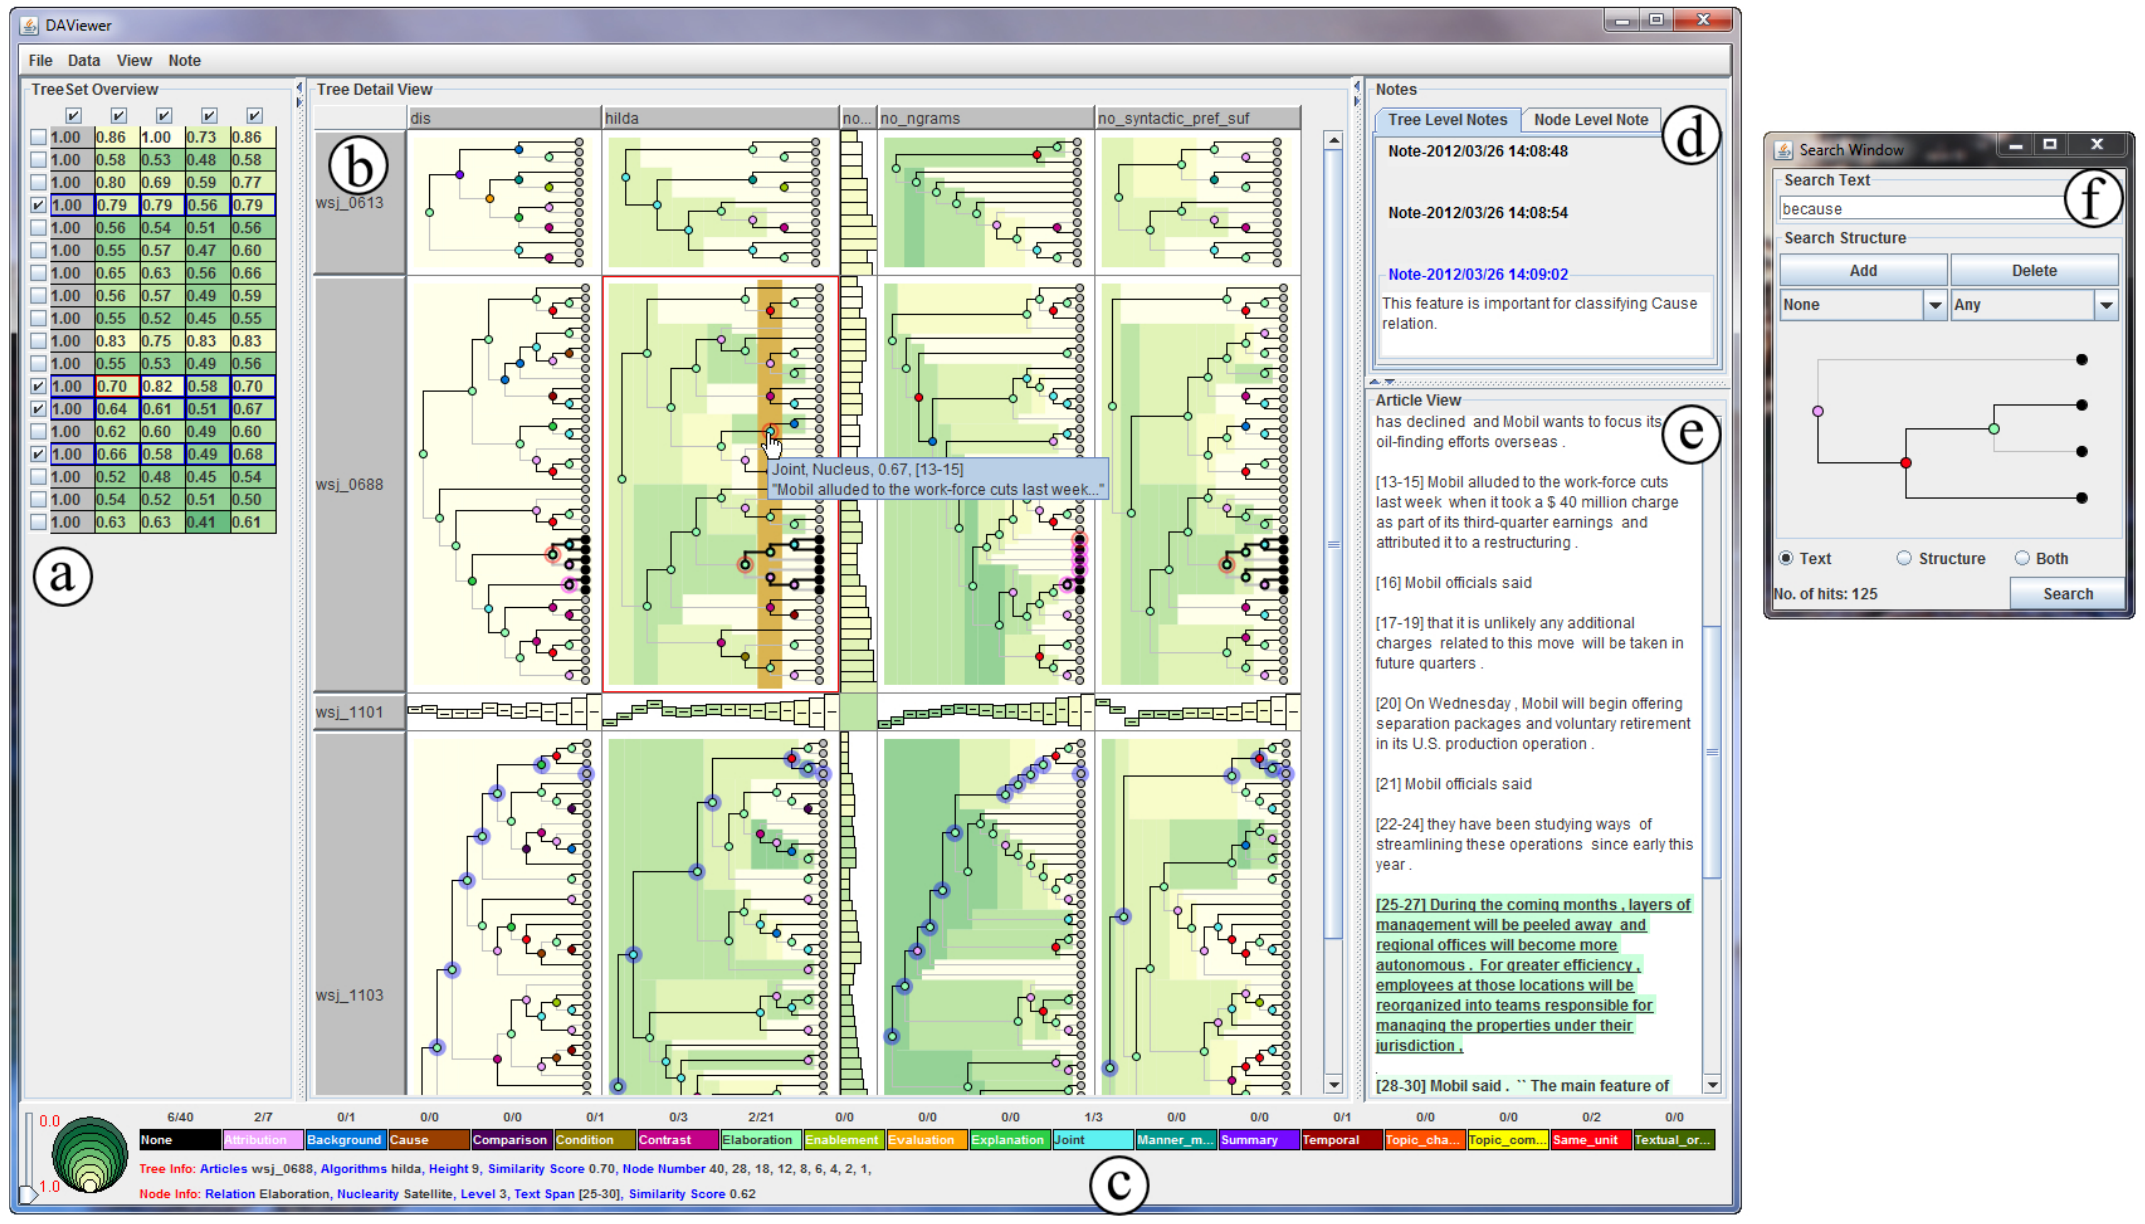 DAViewer
File Data View Note
TreeSet Overview
1.00 0.86 1.00 0.73 0.86
1.00 0.58 0.53 0.48 0.58
1.00 0.80 0.69 0.59 0.77
1.00 0.79 0.79 0.56 0.79
1.00 0.56 0.54 0.51 0.56
1.00 0.55 0.57 0.47 0.60
1.00 0.65 0.63 0.56 0.66
1.00 0.56 0.57 0.49 0.59
1.00 0.55 0.52 0.45 0.55
1.00 0.83 0.75 0.83 0.83
1.00 0.55 0.53 0.49 0.56
1.00 0.70 0.82 0.58 0.70
1.00 0.64 0.61 0.51 0.67
1.00 0.62 0.60 0.49 0.60
1.00 0.66 0.58 0.49 0.68
1.00 0.52 0.48 0.45 0.54
1.00 0.54 0.52 0.51 0.50
1.00 0.63 0.63 0.41 0.61
a
Tree Detail View
dis hilda no... no_ngrams no_syntactic_pref_suf
b
wsj_0613
wsj_0688
Joint, Nucleus, 0.67, [13-15]
"Mobil alluded to the work-force cuts last week..."
wsj_1101
wsj_1103
Notes
Tree Level Notes Node Level Note
d
Note-2012/03/26 14:08:48
Note-2012/03/26 14:08:54
Note-2012/03/26 14:09:02
This feature is important for classifying Cause
relation.
Article View
e
has declined and Mobil wants to focus its
oil-finding efforts overseas .
[13-15] Mobil alluded to the work-force cuts
last week when it took a $ 40 million charge
as part of its third-quarter earnings and
attributed it to a restructuring .
[16] Mobil officials said
[17-19] that it is unlikely any additional
charges related to this move will be taken in
future quarters .
[20] On Wednesday , Mobil will begin offering
separation packages and voluntary retirement
in its U.S. production operation .
[21] Mobil officials said
[22-24] they have been studying ways of
streamlining these operations since early this
year .
[25-27] During the coming months , layers of
management will be peeled away and
regional offices will become more
autonomous . For greater efficiency ,
employees at those locations will be
reorganized into teams responsible for
managing the properties under their
jurisdiction ,
.
[28-30] Mobil said . `` The main feature of
Search Window
Search Text
f
because
Search Structure
Add Delete
None Any
Text Structure Both
No. of hits: 125 Search
0.0
1.0
6/40 2/7 0/1 0/0 0/0 0/1 0/3 2/21 0/0 0/0 0/0 1/3 0/0 0/0 0/1 0/0 0/0 0/2 0/0
None Attribution Background Cause Comparison Condition Contrast Elaboration Enablement Evaluation Explanation Joint Manner_m... Summary Temporal Topic_cha... Topic_com... Same_unit Textual_or...
Tree Info: Articles wsj_0688, Algorithms hilda, Height 9, Similarity Score 0.70, Node Number 40, 28, 18, 12, 8, 6, 4, 2, 1,
Node Info: Relation Elaboration, Nuclearity Satellite, Level 3, Text Span [25-30], Similarity Score 0.62
c